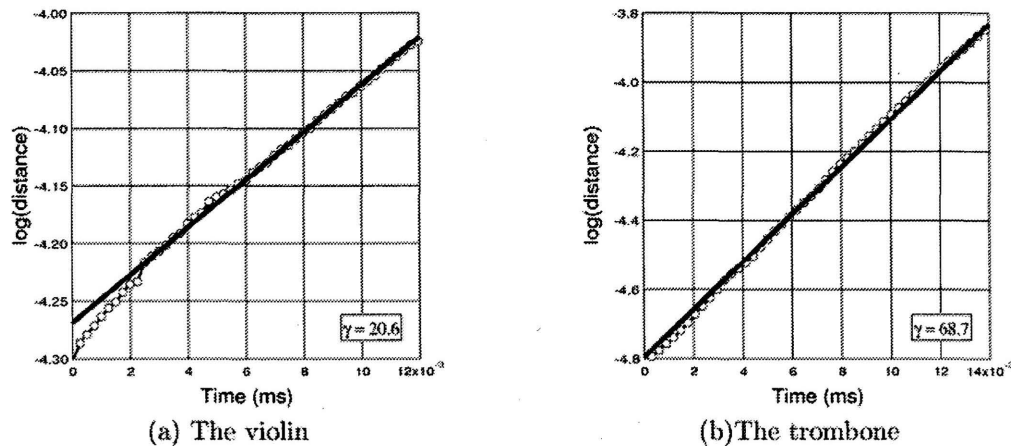 -4.00
-4.05
-4.10
-4.15
-4.20
-4.25
-4.30
log(distance)
0 2 4 6 8 10 12x10⁻³
Time (ms)
γ = 20.6
(a) The violin
-3.8
-4.0
-4.2
-4.4
-4.6
-4.8
log(distance)
0 2 4 6 8 10 12 14x10⁻³
Time (ms)
γ = 68.7
(b)The trombone